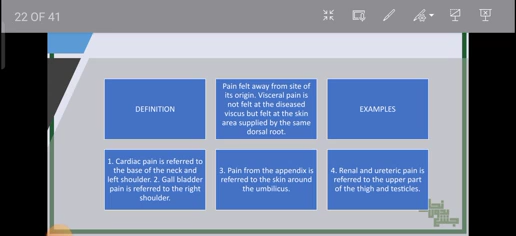 22 OF 41
DEFINITION
Pain felt away from site of
its origin. Visceral pain is
not felt at the diseased
viscus but felt at the skin
area supplied by the same
dorsal root.
EXAMPLES
1. Cardiac pain is referred to
the base of the neck and
left shoulder. 2. Gall bladder
pain is referred to the right
shoulder.
3. Pain from the appendix is
referred to the skin around
the umbilicus.
4. Renal and ureteric pain is
referred to the upper part
of the thigh and testicles.